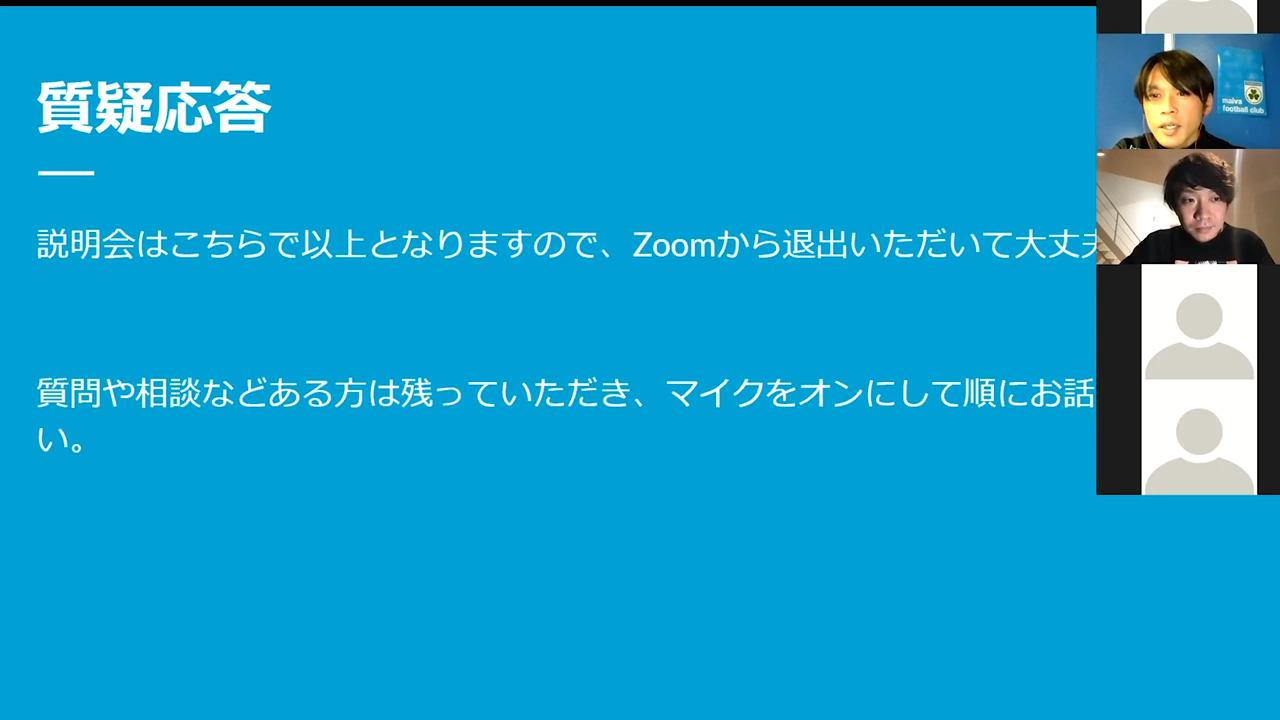 質疑応答
説明会はこちらで以上となりますので、Zoomから退出いただいて大丈
質問や相談などある方は残っていただき、マイクをオンにして順にお話
い。
maiva
football club